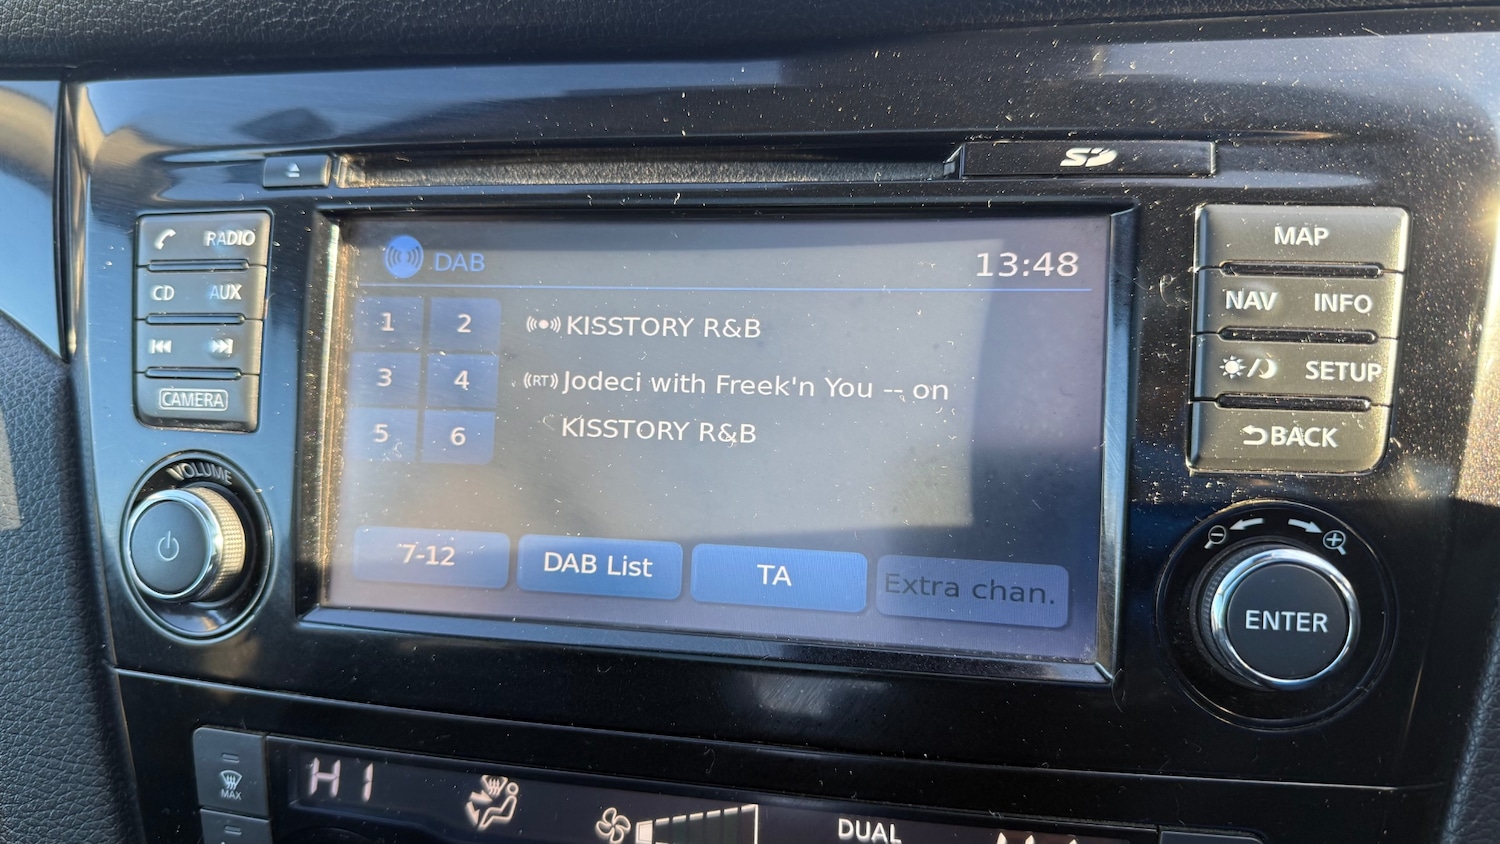 SD
RADIO
CD AUX
CAMERA
VOLUME
DAB
13:48
1 2
3 4
5 6
KISSTORY R&B
(RT) Jodeci with Freek'n You -- on
KISSTORY R&B
7-12
DAB List
TA
Extra chan.
MAP
NAV INFO
SETUP
BACK
ENTER
MAX
HI
DUAL